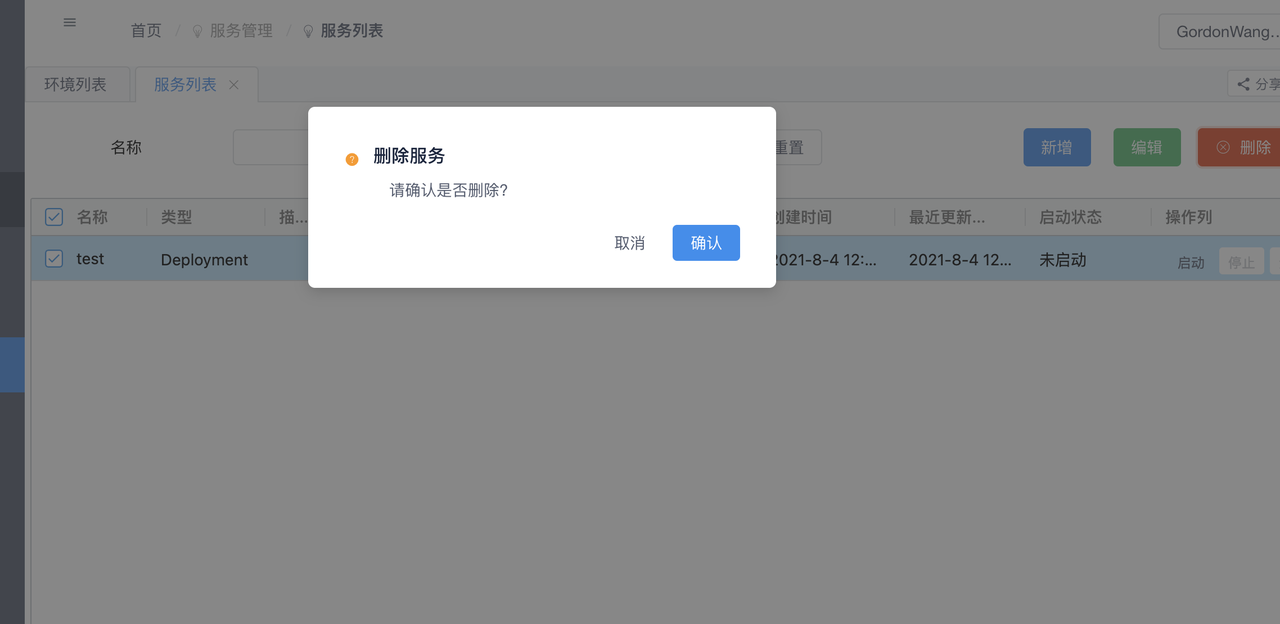 首页 / 服务管理 / 服务列表
GordonWang...
环境列表
服务列表
分享
名称
重置
新增
编辑
删除
删除服务
请确认是否删除?
取消
确认
名称 类型 描... 创建时间 最近更新... 启动状态 操作列
test Deployment 2021-8-4 12:... 2021-8-4 12... 未启动 启动 停止